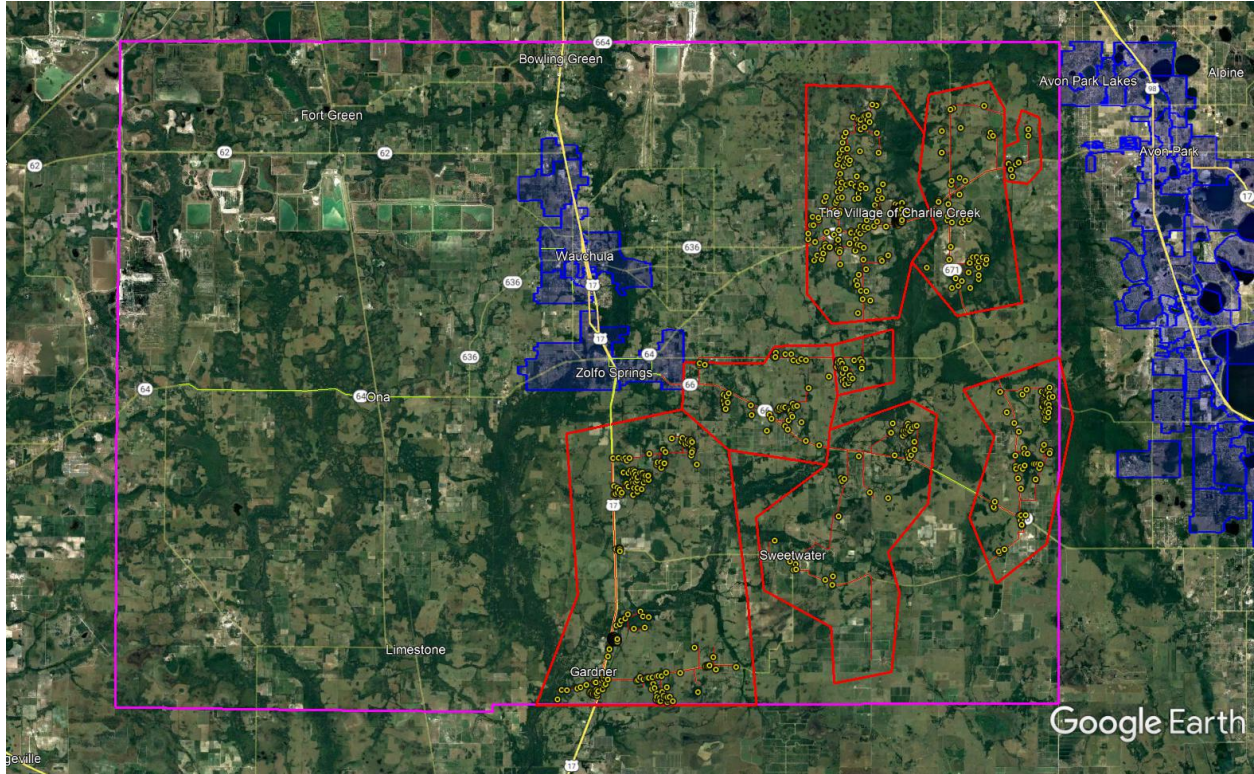 664
Bowling Green
Avon Park Lakes
Alpine
98
Fort Green
62
62
62
Avon Park
17
The Village of Charlie Creek
636
Wauchula
671
636
17
17
636
64
Zolfo Springs
66
64
64
Ona
66
17
Sweetwater
Limestone
Gardner
Google Earth
geville
17